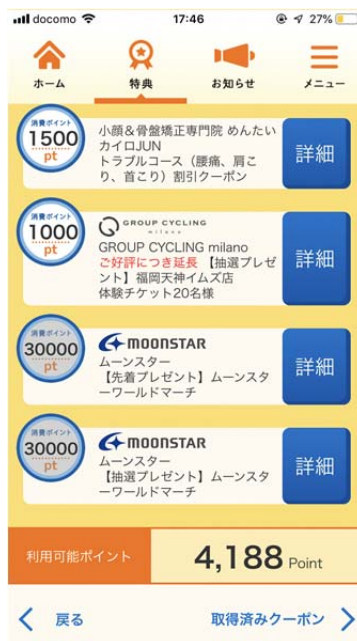 docomo 17:46 27%
ホーム 特典 お知らせ メニュー
消費ポイント
1500
pt
小顔＆骨盤矯正専門院 めんたい
カイロJUN
トラブルコース（腰痛、肩こ
り、首こり）割引クーポン
詳細
消費ポイント
1000
pt
GROUP CYCLING
milano
GROUP CYCLING milano
ご好評につき延長 【抽選プレゼ
ント】福岡天神イムズ店
体験チケット20名様
詳細
消費ポイント
30000
pt
MOONSTAR
ムーンスター
【先着プレゼント】ムーンスタ
ーワールドマーチ
詳細
消費ポイント
30000
pt
MOONSTAR
ムーンスター
【抽選プレゼント】ムーンスタ
ーワールドマーチ
詳細
利用可能ポイント 4,188 Point
戻る 取得済みクーポン